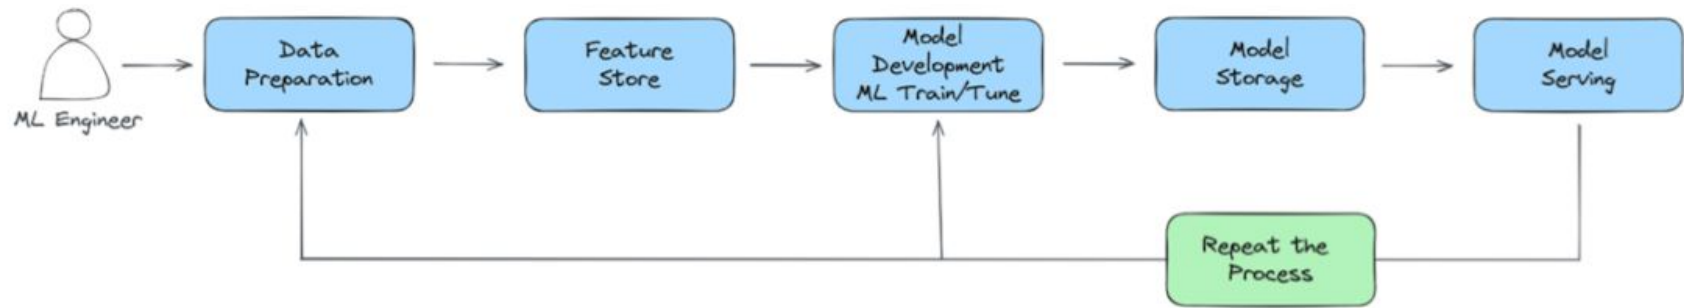 ML Engineer
Data
Preparation
Feature
Store
Model
Development
ML Train/Tune
Model
Storage
Model
Serving
Repeat the
Process